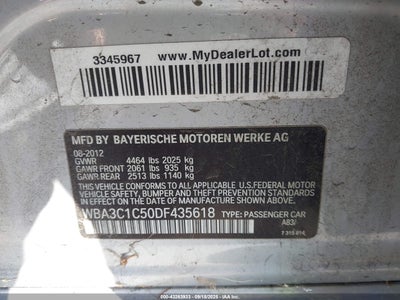 3345967 www.MyDealerLot.com
MFD BY BAYERISCHE MOTOREN WERKE AG
08-2012
GVWR 4464 lbs 2025 kg
GAWR FRONT 2061 lbs 935 kg
GAWR REAR 2513 lbs 1140 kg
THIS VEHICLE CONFORMS TO ALL APPLICABLE FEDERAL MOTOR VEHICLE
SAFETY, BUMPER AND THEFT PREVENTION STANDARDS
IN EFFECT ON THE DATE OF MANUFACTURE SHOWN ABOVE.
WBA3C1C50DF435618 TYPE: PASSENGER CAR
A83/